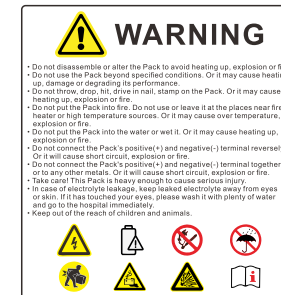 WARNING
• Do not disassemble or alter the Pack to avoid heating up, explosion or
• Do not use the Pack beyond specified conditions. Or it may cause
up, damage or degrading its performance.
• Do not throw, drop, hit, drive in nail, stamp on the Pack. Or it may cause
heating up, explosion or fire.
• Do not put the Pack into fire. Do not use or leave it at the places near fire
heater or high temperature sources. Or it may cause over temperature,
explosion or fire.
• Do not put the Pack into the water or wet it. Or it may cause heating up,
explosion or fire.
• Do not connect the Pack's positive(+) and negative(-) terminal
Or it will cause short circuit, explosion or fire.
• Do not connect the Pack's positive(+) and negative(-) terminal together
or to any other metals. Or it will cause short circuit, explosion or fire.
• Take care! This Pack is heavy enough to cause serious injury.
• In case of electrolyte leakage, keep leaked electrolyte away from eyes
or skin. If it has touched your eyes, please wash it with plenty of water
and go to the hospital immediately.
• Keep out of the reach of children and animals.